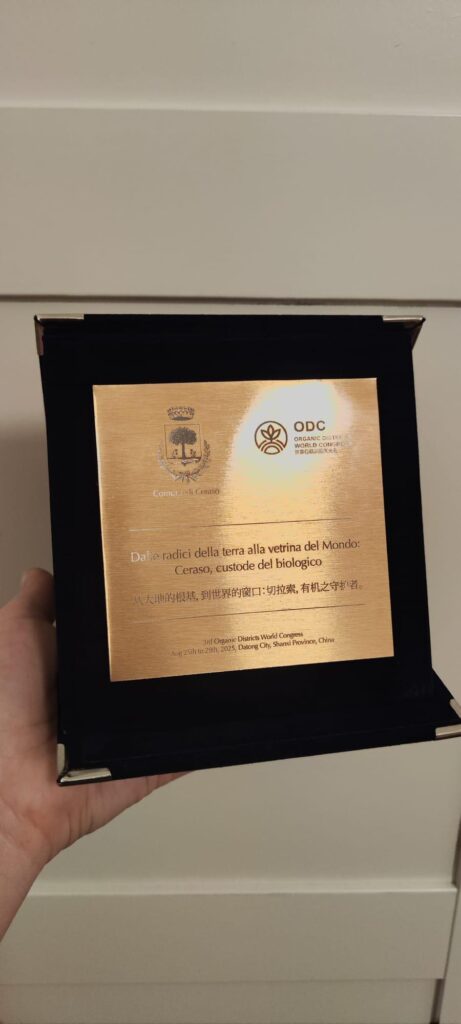 Comune di Ceraso
ODC
ORGANIC DISTRICTS
WORLD CONGRESS
Dalle radici della terra alla vetrina del Mondo:
Ceraso, custode del biologico
从大地的根基, 到世界的窗口: 切拉索, 有机之守护者。
3rd Organic Districts World Congress
Aug 25th to 29th, 2025, Datong City, Shanxi Province, China